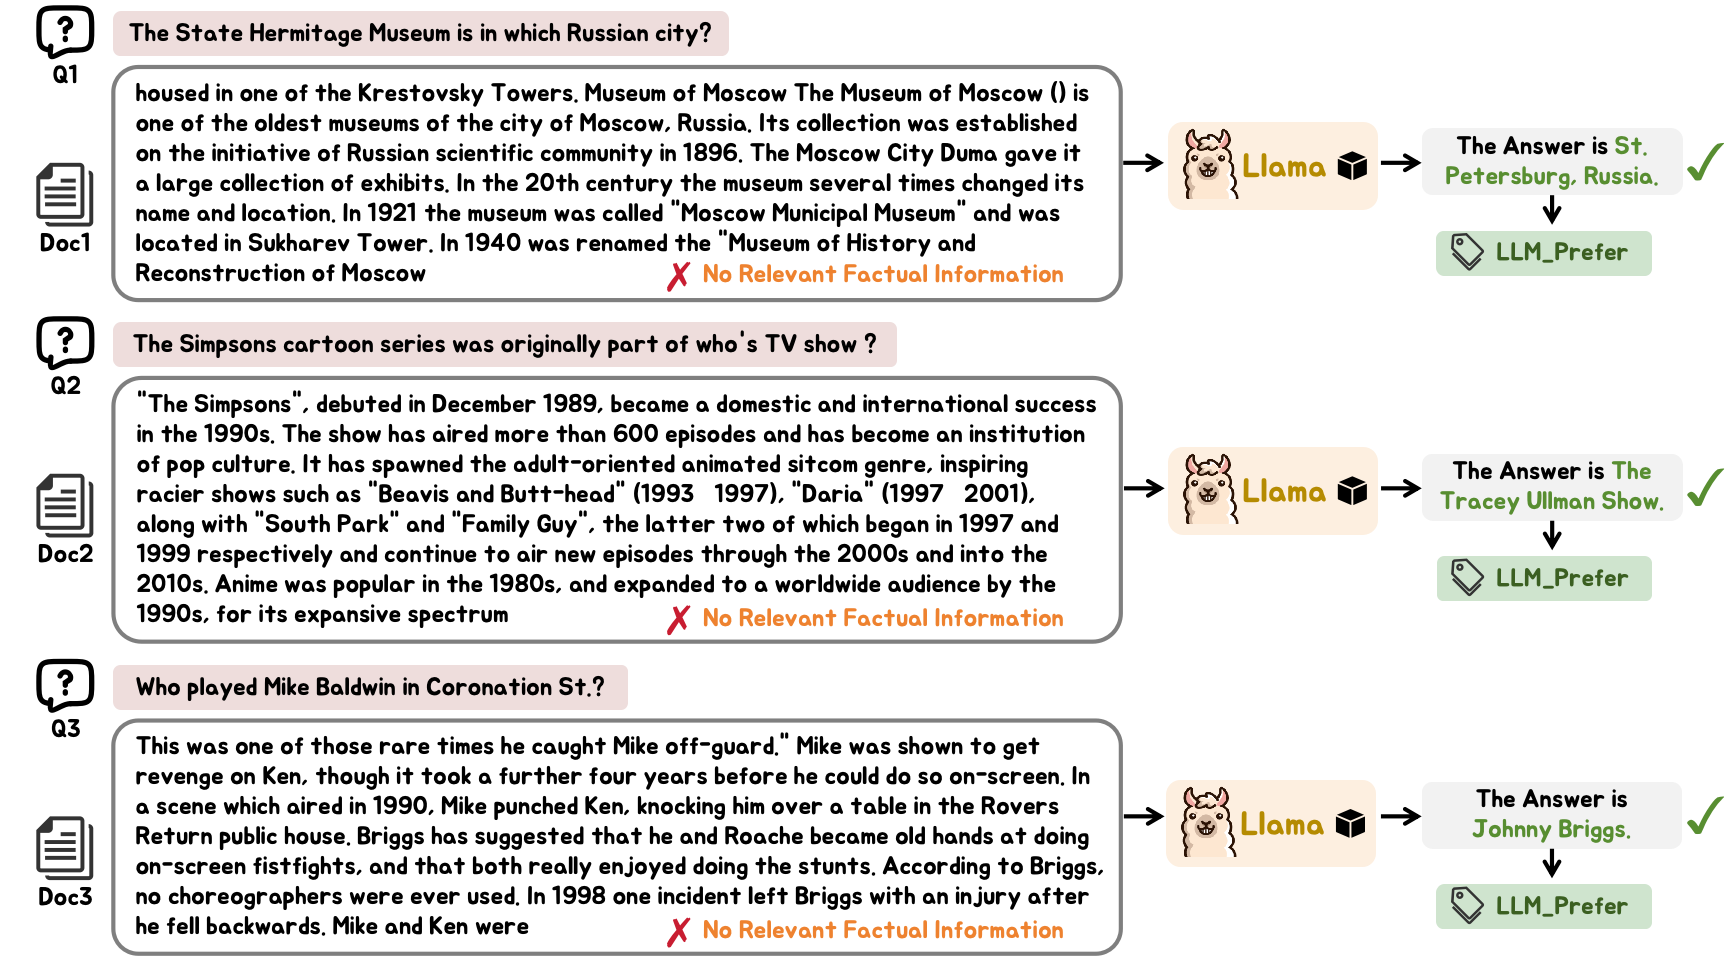 The State Hermitage Museum is in which Russian city?
Q1
housed in one of the Krestovsky Towers. Museum of Moscow The Museum of Moscow () is
one of the oldest museums of the city of Moscow, Russia. Its collection was established
on the initiative of Russian scientific community in 1896. The Moscow City Duma gave it
a large collection of exhibits. In the 20th century the museum several times changed its
name and location. In 1921 the museum was called "Moscow Municipal Museum" and was
located in Sukharev Tower. In 1940 was renamed the "Museum of History and
Reconstruction of Moscow
✗ No Relevant Factual Information
Doc1
Llama
The Answer is St.
Petersburg, Russia.
✓
LLM_Prefer
The Simpsons cartoon series was originally part of who's TV show ?
Q2
"The Simpsons", debuted in December 1989, became a domestic and international success
in the 1990s. The show has aired more than 600 episodes and has become an institution
of pop culture. It has spawned the adult-oriented animated sitcom genre, inspiring
racier shows such as "Beavis and Butt-head" (1993 1997), "Daria" (1997 2001),
along with "South Park" and "Family Guy", the latter two of which began in 1997 and
1999 respectively and continue to air new episodes through the 2000s and into the
2010s. Anime was popular in the 1980s, and expanded to a worldwide audience by the
1990s, for its expansive spectrum
✗ No Relevant Factual Information
Doc2
Llama
The Answer is The
Tracey Ullman Show.
✓
LLM_Prefer
Who played Mike Baldwin in Coronation St.?
Q3
This was one of those rare times he caught Mike off-guard." Mike was shown to get
revenge on Ken, though it took a further four years before he could do so on-screen. In
a scene which aired in 1990, Mike punched Ken, knocking him over a table in the Rovers
Return public house. Briggs has suggested that he and Roache became old hands at doing
on-screen fistfights, and that both really enjoyed doing the stunts. According to Briggs,
no choreographers were ever used. In 1998 one incident left Briggs with an injury after
he fell backwards. Mike and Ken were
✗ No Relevant Factual Information
Doc3
Llama
The Answer is
Johnny Briggs.
✓
LLM_Prefer